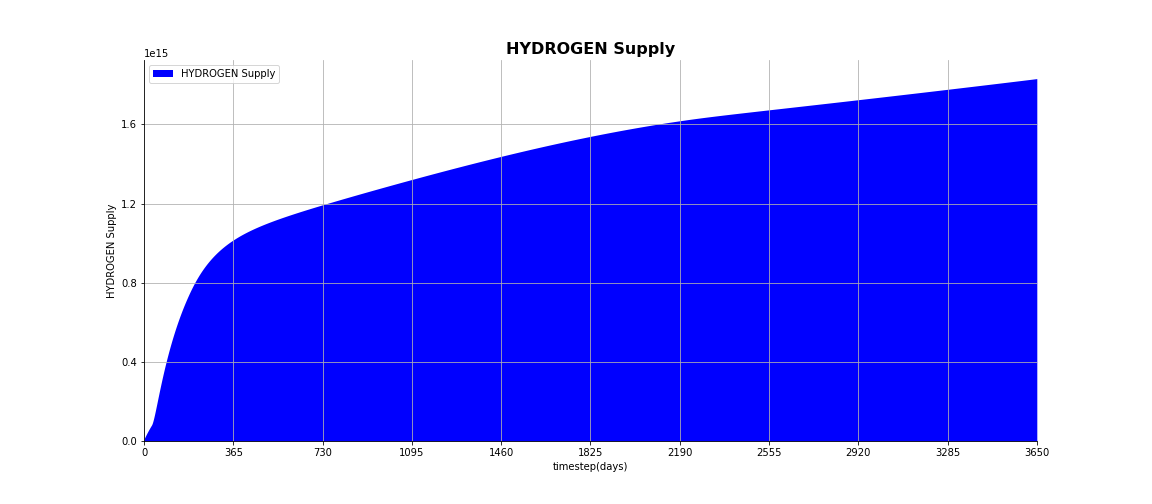 HYDROGEN Supply
1e15
HYDROGEN Supply
1.6
1.2
0.8
0.4
0.0
HYDROGEN Supply
0 365 730 1095 1460 1825 2190 2555 2920 3285 3650
timestep(days)